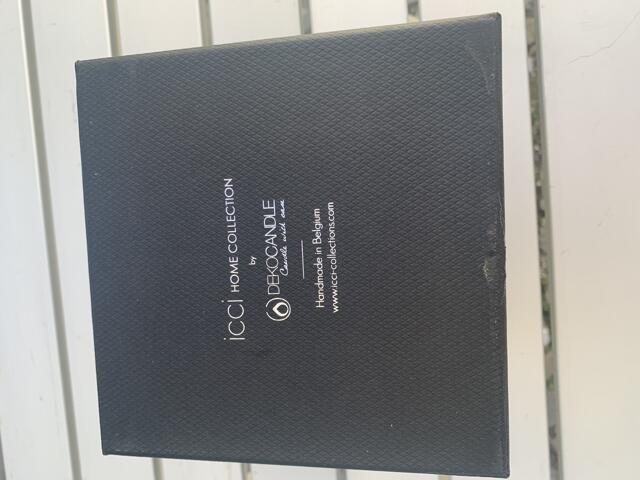 icci HOME COLLECTION
by
DEKOCANDLE
Candle with care
Handmade in Belgium
www.icci-collections.com